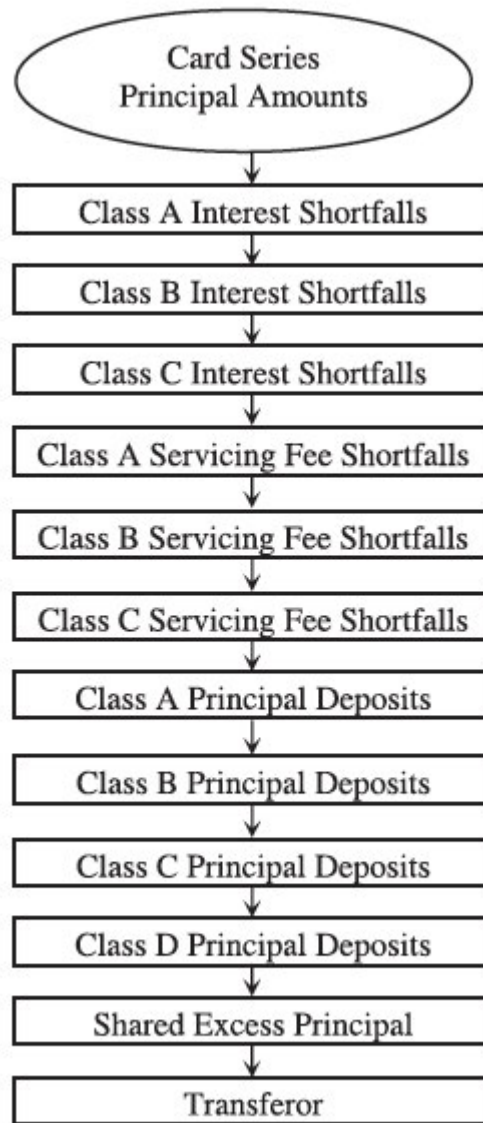 Card Series
Principal Amounts
Class A Interest Shortfalls
Class B Interest Shortfalls
Class C Interest Shortfalls
Class A Servicing Fee Shortfalls
Class B Servicing Fee Shortfalls
Class C Servicing Fee Shortfalls
Class A Principal Deposits
Class B Principal Deposits
Class C Principal Deposits
Class D Principal Deposits
Shared Excess Principal
Transferor